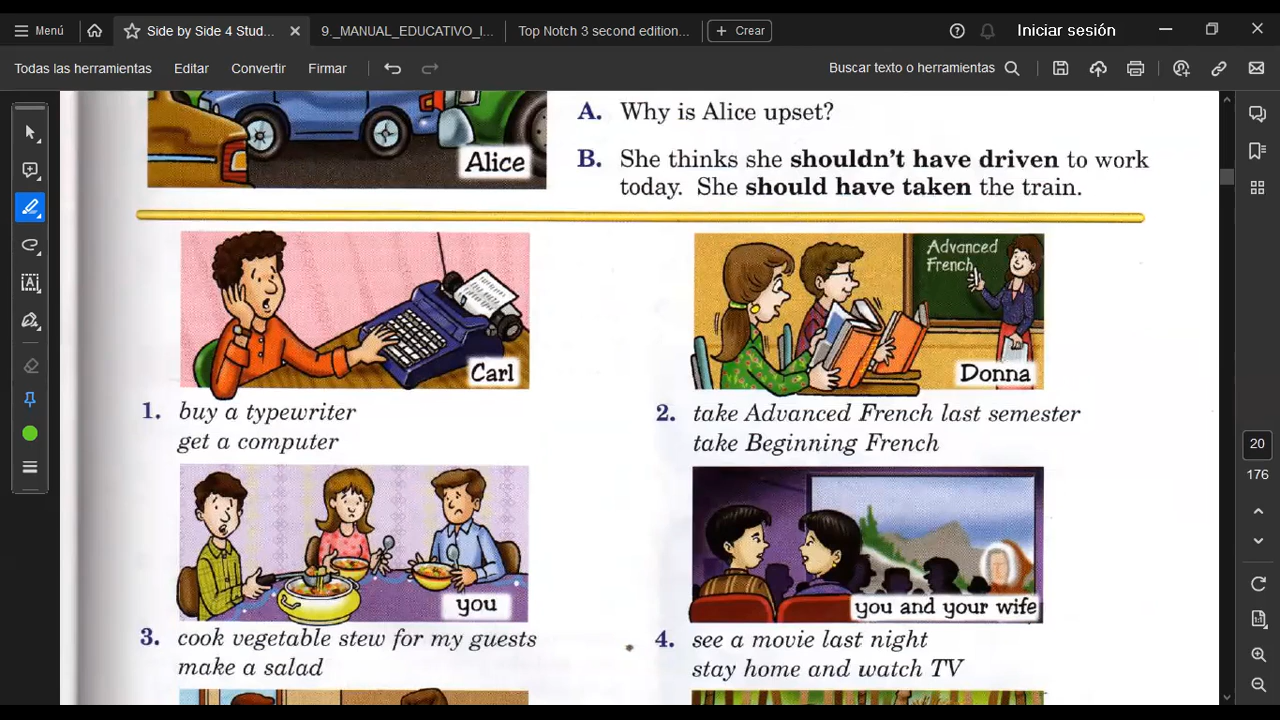 Menú
Side by Side 4 Stud...
9._MANUAL_EDUCATIVO_I...
Top Notch 3 second edition...
Crear
Iniciar sesión
Todas las herramientas
Editar
Convertir
Firmar
Buscar texto o herramientas
A. Why is Alice upset?
Alice
B. She thinks she shouldn't have driven to work
today. She should have taken the train.
Carl
1. buy a typewriter
get a computer
Advanced
French
Donna
2. take Advanced French last semester
take Beginning French
you
3. cook vegetable stew for my guests
make a salad
you and your wife
4. see a movie last night
stay home and watch TV
20
176